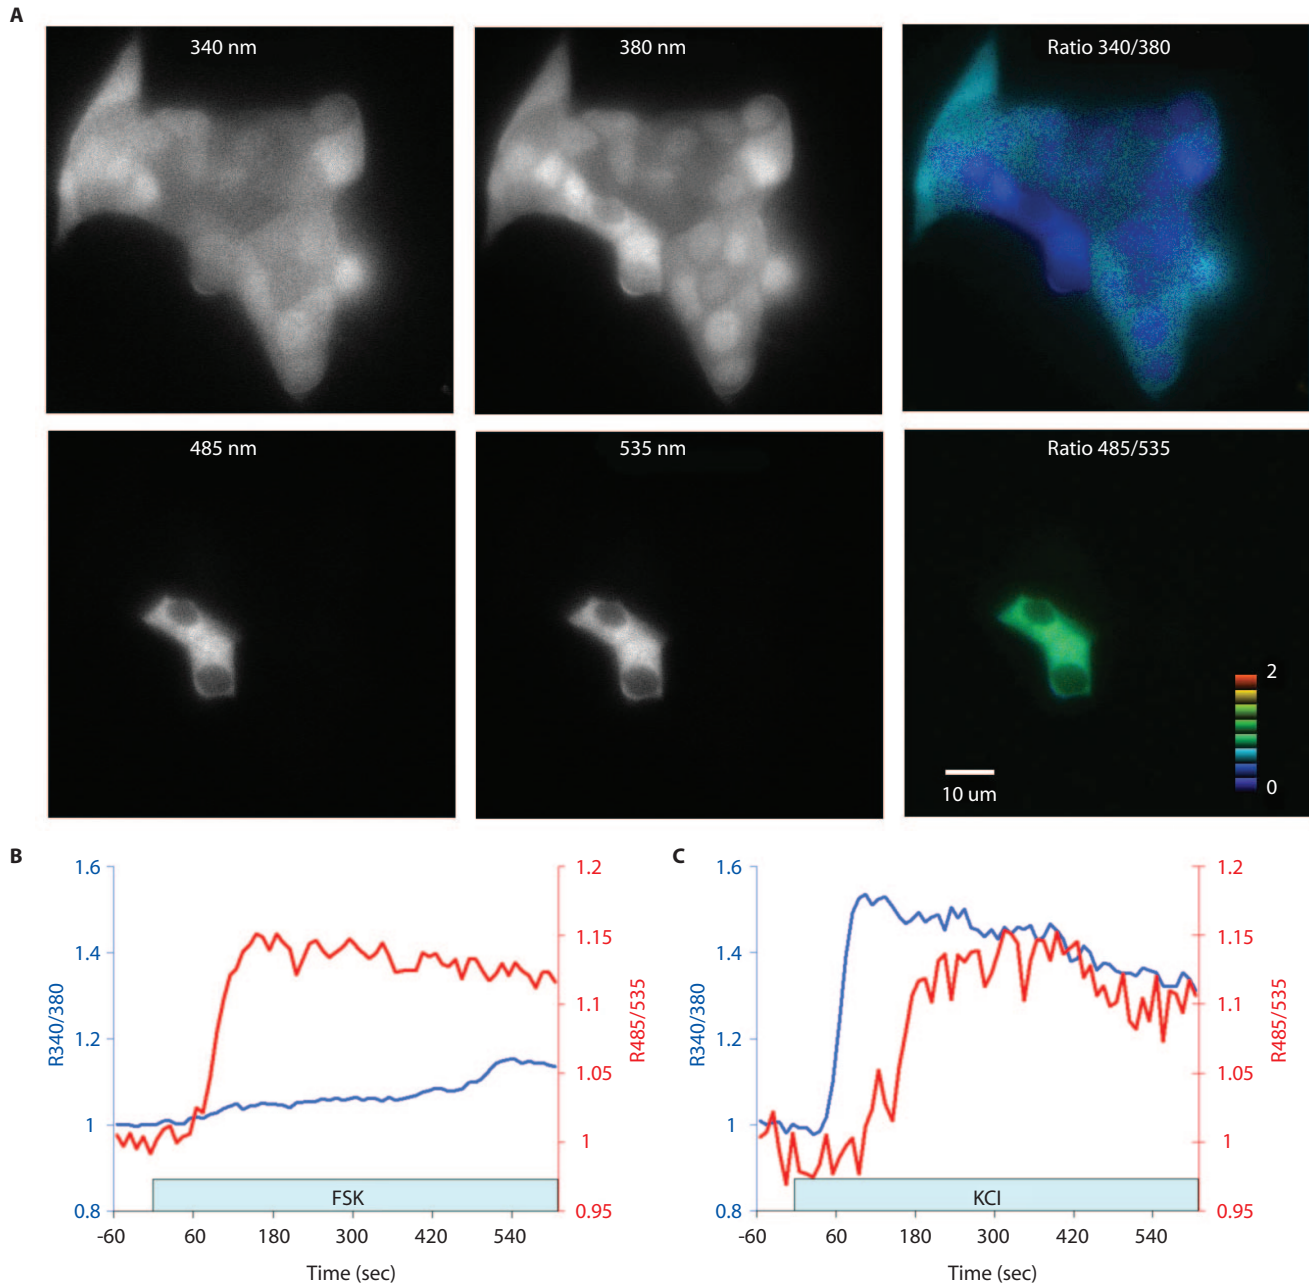 A
340 nm
380 nm
Ratio 340/380
485 nm
535 nm
Ratio 485/535
2
0
10 um
B
1.6
1.4
1.2
1
0.8
R340/380
1.2
1.15
1.1
1.05
1
0.95
R485/535
FSK
-60
60
180
300
420
540
Time (sec)
C
1.6
1.4
1.2
1
0.8
R340/380
1.2
1.15
1.1
1.05
1
0.95
R485/535
KCI
-60
60
180
300
420
540
Time (sec)